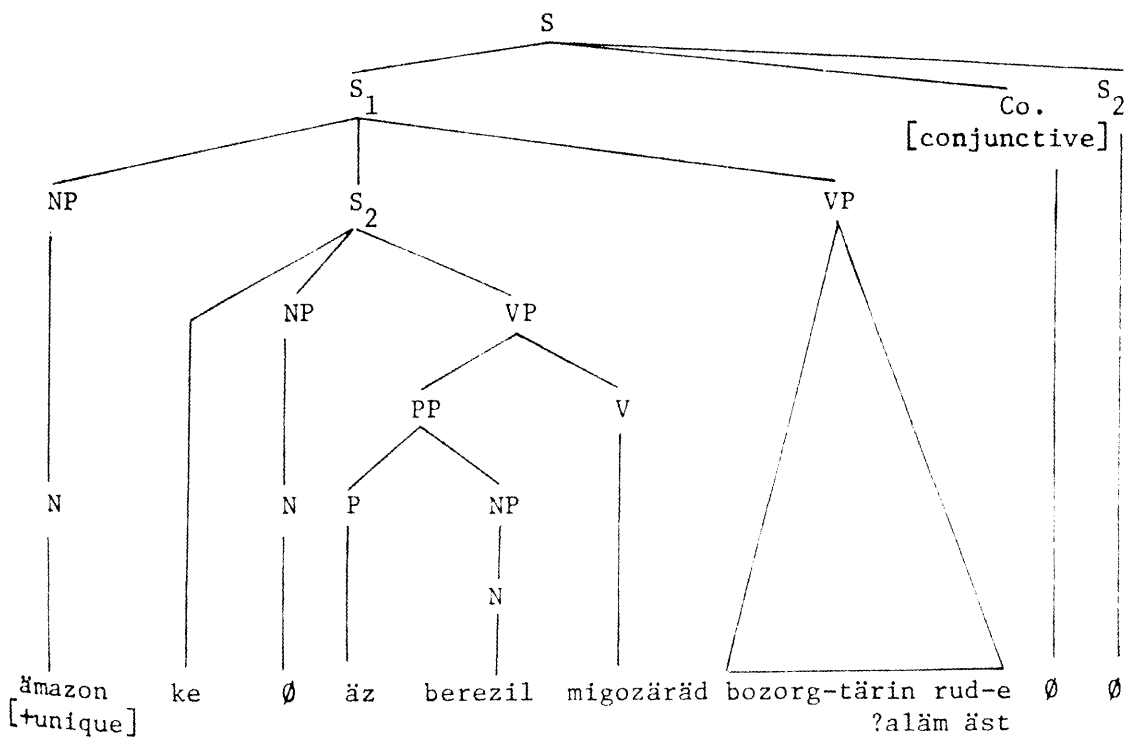 S
S₁ Co. S₂
[conjunctive]
NP S₂ VP
NP VP
PP V
N N P NP
N
ämazon ke Ø äz berezil migozäräd bozorg-tärin rud-e Ø Ø
[+unique] ?aläm äst